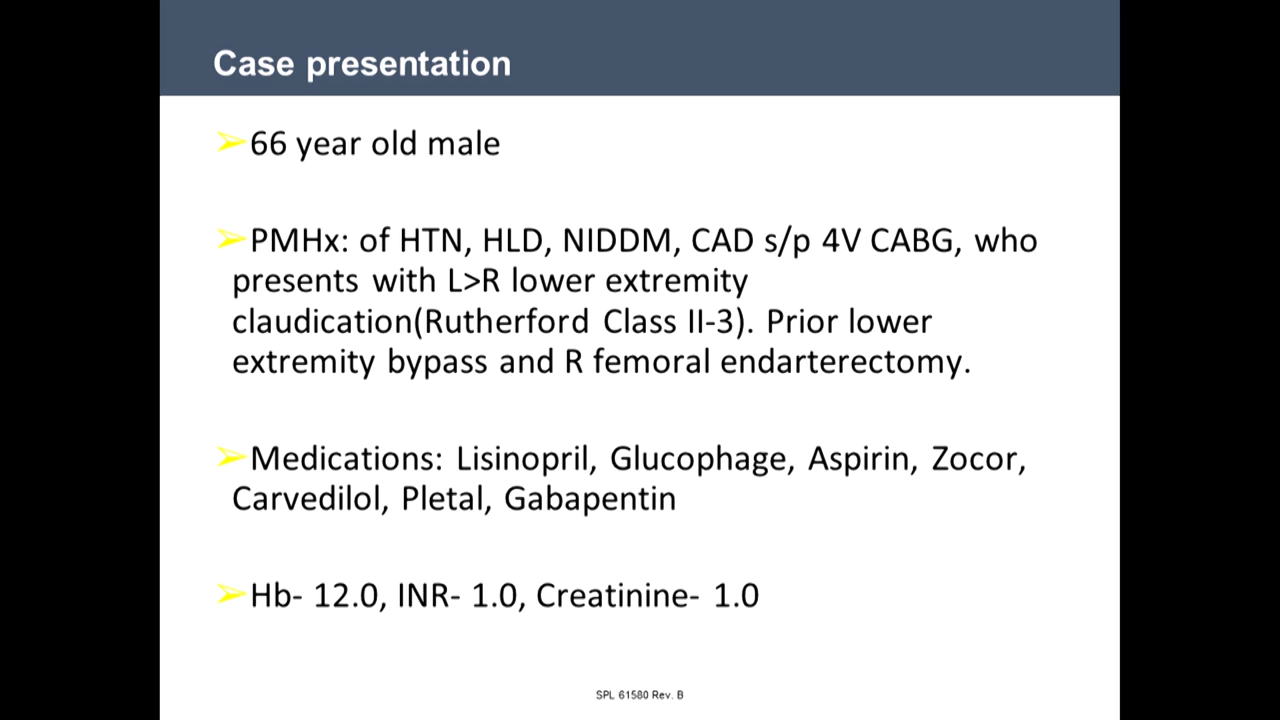 Case presentation
➢66 year old male
➢PMHx: of HTN, HLD, NIDDM, CAD s/p 4V CABG, who
presents with L>R lower extremity
claudication(Rutherford Class II-3). Prior lower
extremity bypass and R femoral endarterectomy.
➢Medications: Lisinopril, Glucophage, Aspirin, Zocor,
Carvedilol, Pletal, Gabapentin
➢Hb- 12.0, INR- 1.0, Creatinine- 1.0
SPL 61580 Rev. B